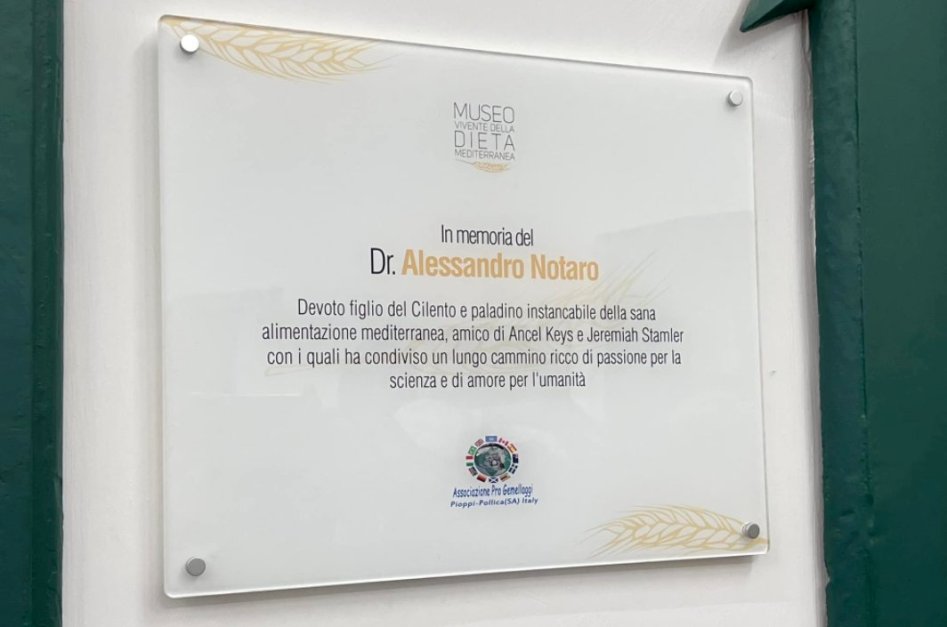 MUSEO
VIVENTE DELLA
DIETA
MEDITERRANEA
In memoria del
Dr. Alessandro Notaro
Devoto figlio del Cilento e paladino instancabile della sana
alimentazione mediterranea, amico di Ancel Keys e Jeremiah Stamler
con i quali ha condiviso un lungo cammino ricco di passione per la
scienza e di amore per l'umanità
Associazione Pro Gemellaggi
Pioppi-Pollica(SA) Italy